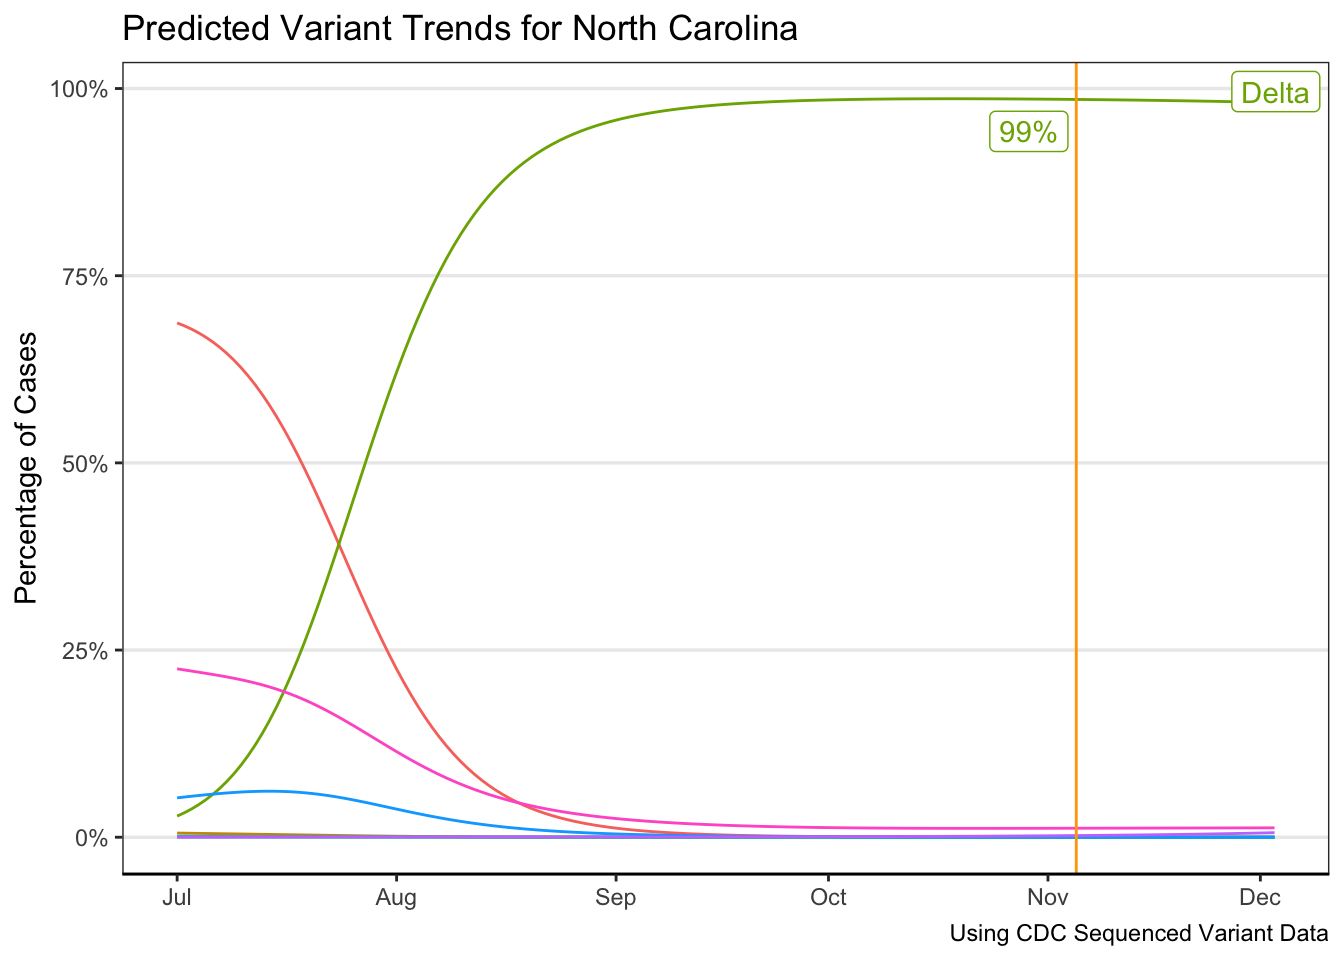 Predicted Variant Trends for North Carolina
100%
Delta
99%
75%
50%
25%
0%
Percentage of Cases
Jul Aug Sep Oct Nov Dec
Using CDC Sequenced Variant Data